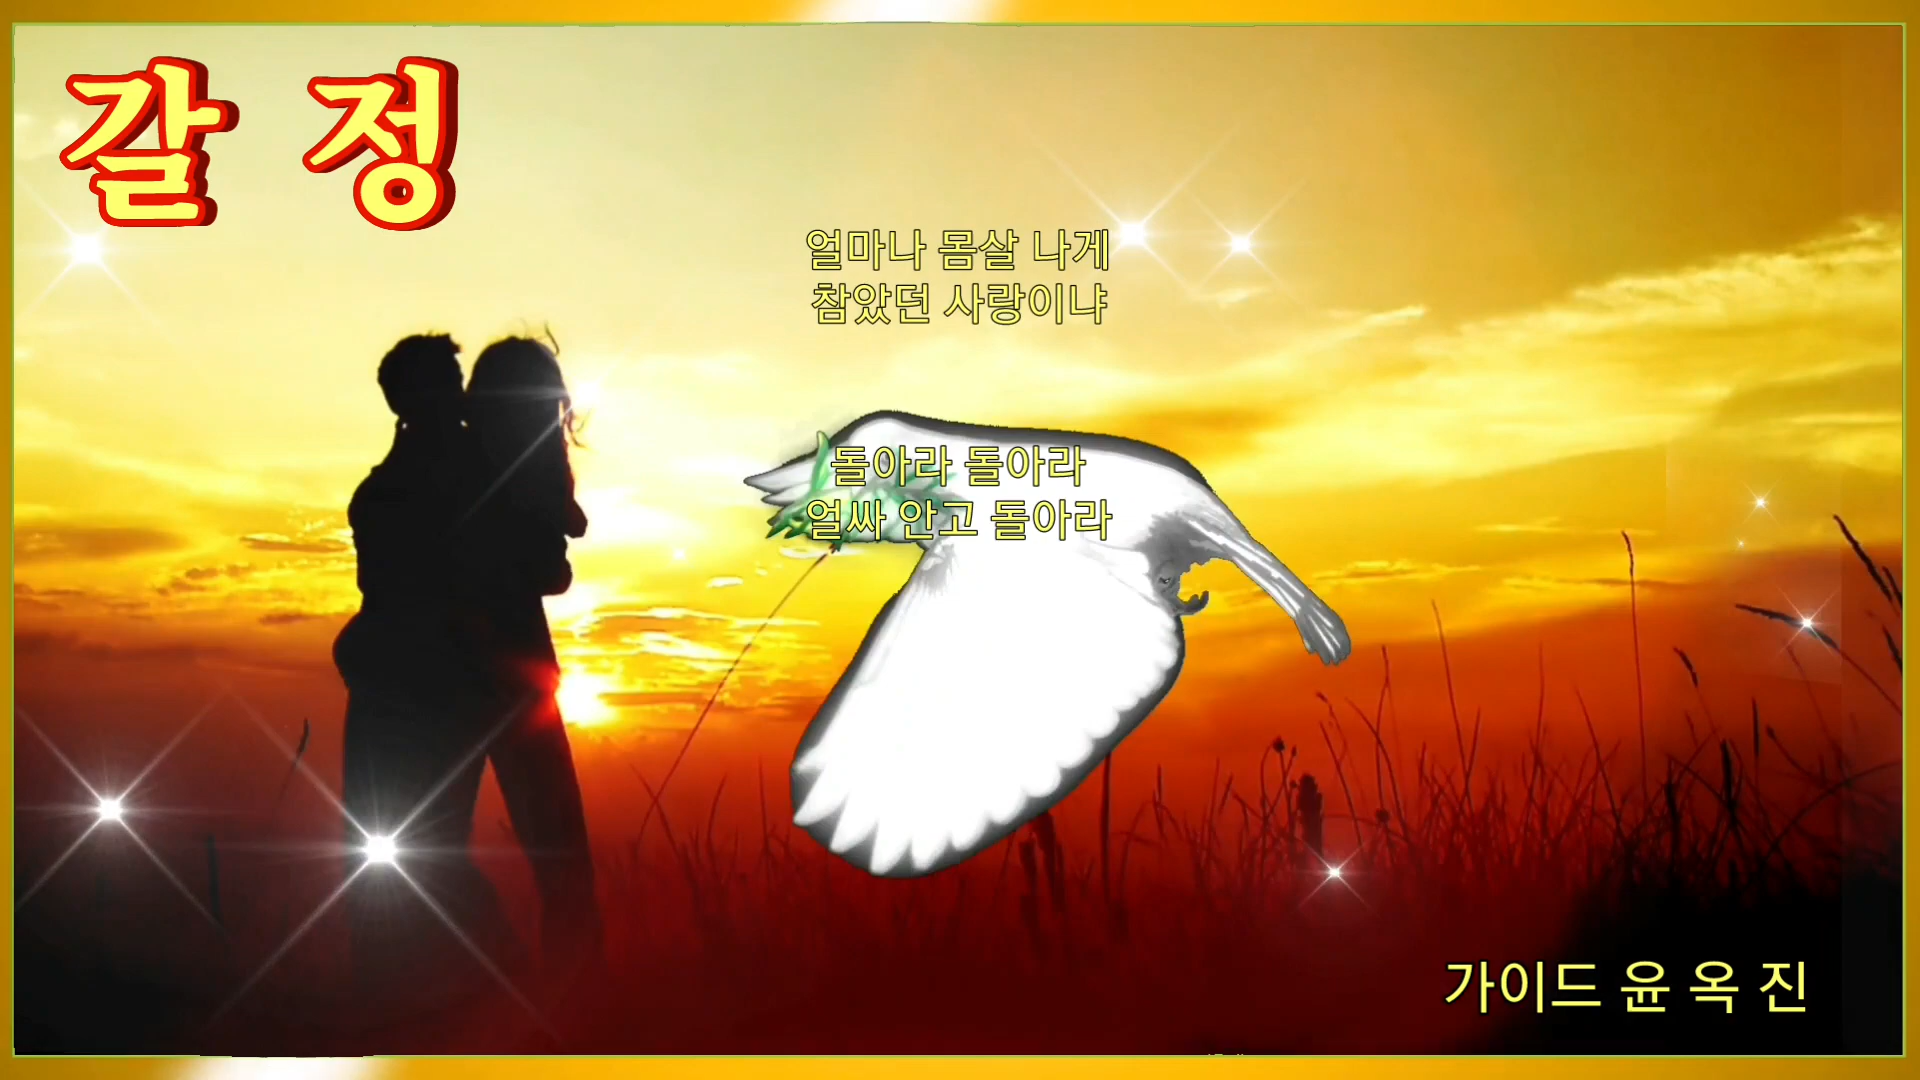 갈 정
얼마나 몸살 나게
참았던 사랑이냐
돌아라 돌아라
얼싸 안고 돌아라
가이드 윤 옥 진